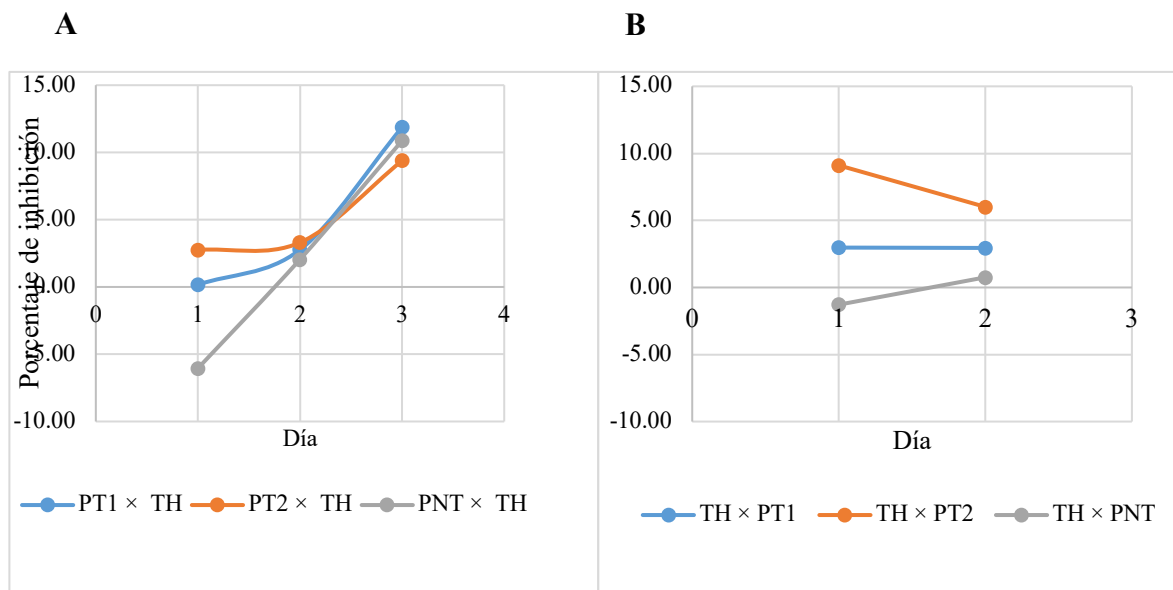 A
B
Porcentaje de inhibición
15.00
10.00
5.00
0.00
-5.00
-10.00
0 1 2 3 4
Día
PT1 × TH PT2 × TH PNT × TH
15.00
10.00
5.00
0.00
-5.00
-10.00
0 1 2 3
Día
TH × PT1 TH × PT2 TH × PNT